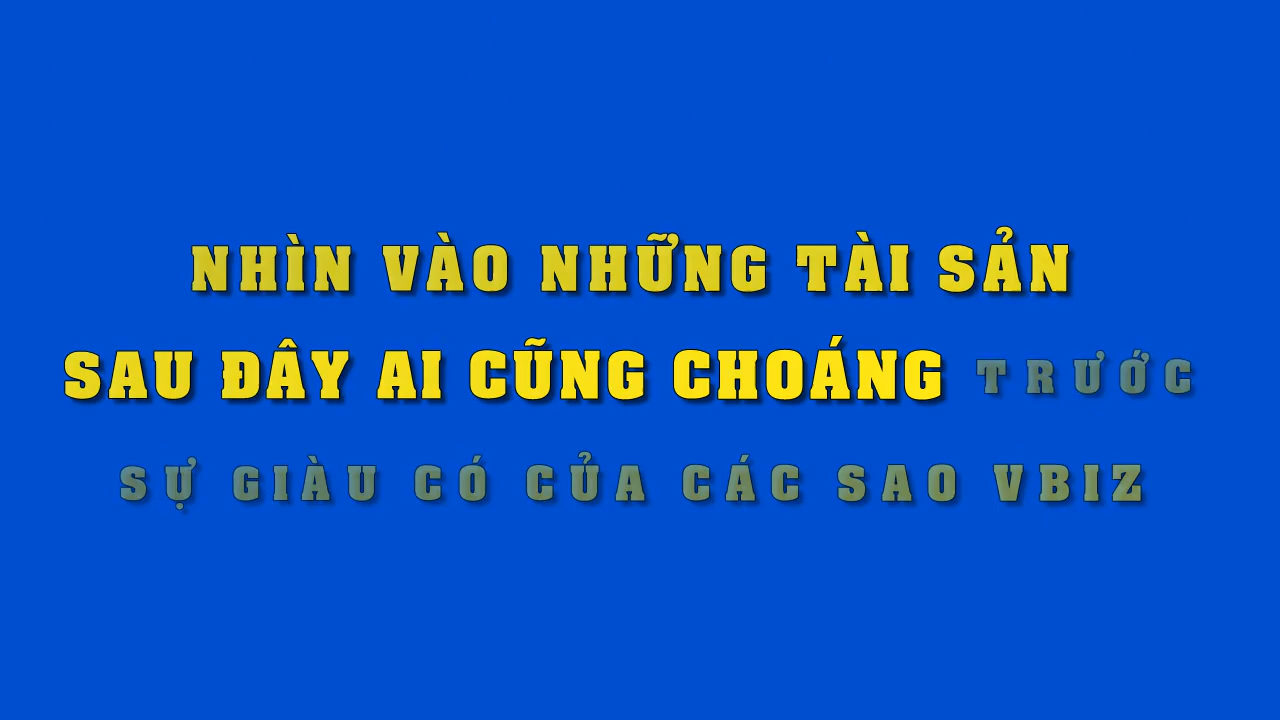 NHÌN VÀO NHỮNG TÀI SẢN
SAU ĐÂY AI CŨNG CHOÁNG TRƯỚC
SỰ GIÀU CÓ CỦA CÁC SAO VBIZ